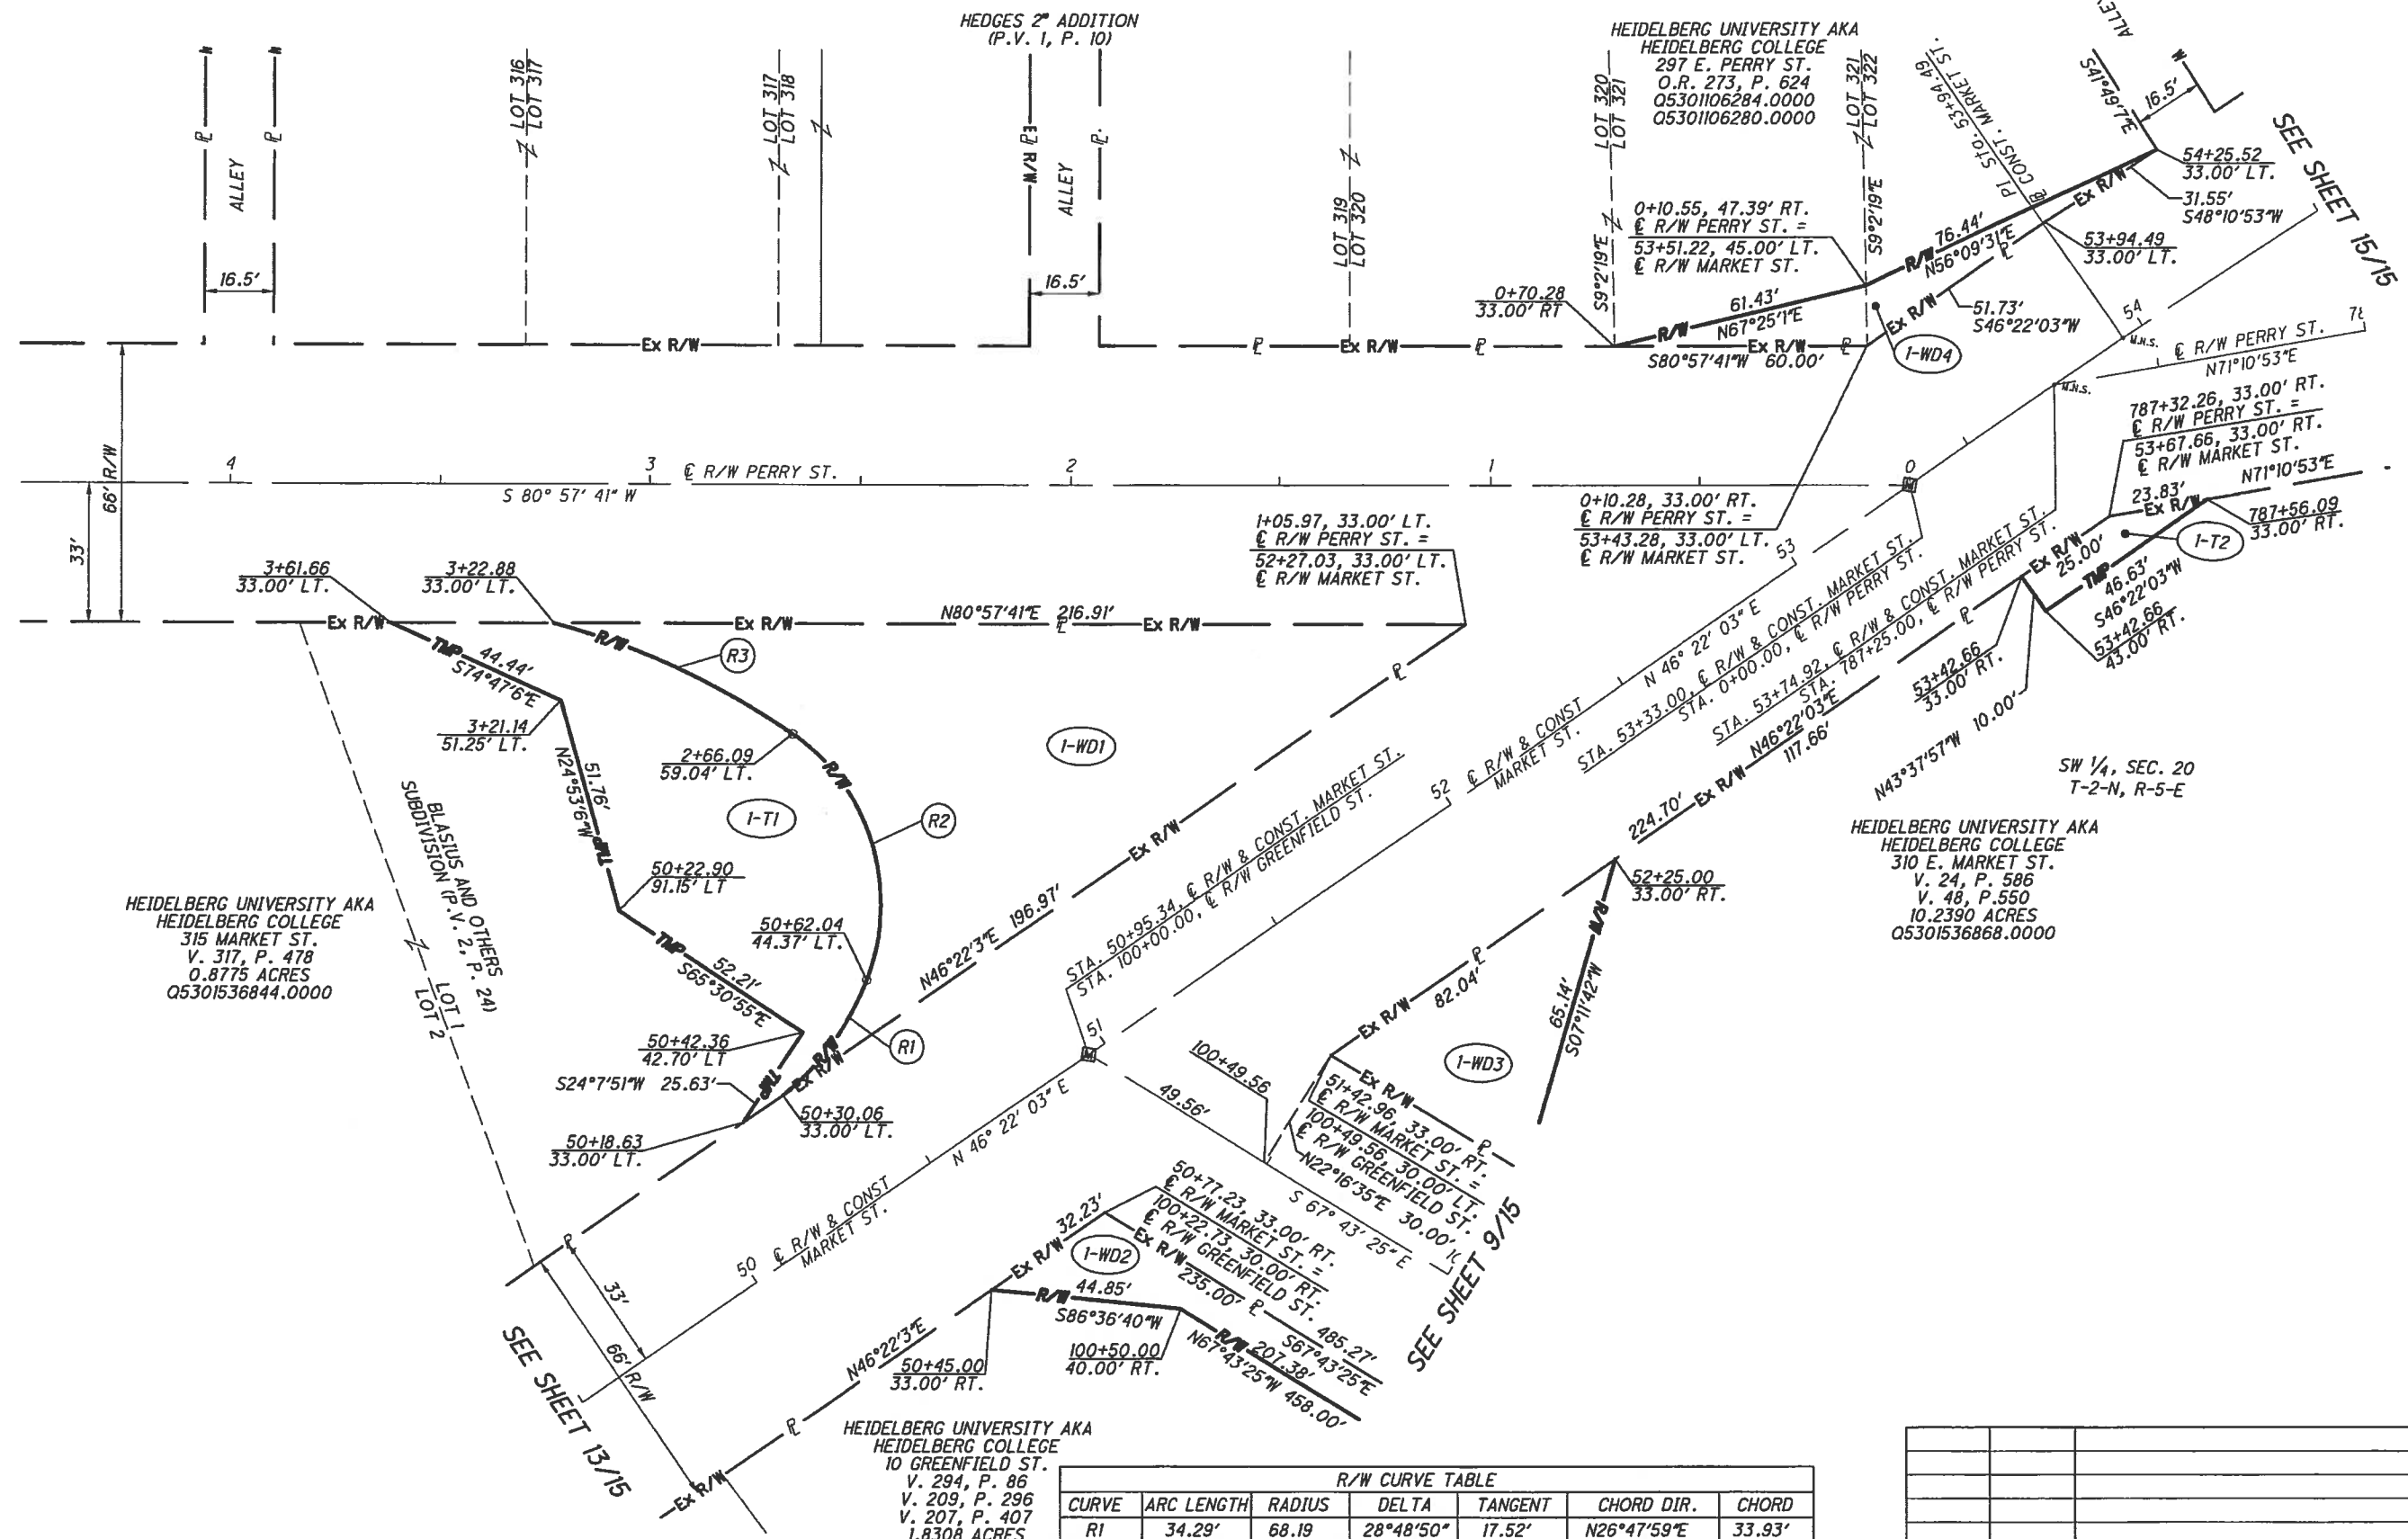 HEDGES 2" ADDITION
(P.V. 1, P. 10)
HEIDELBERG UNIVERSITY AKA
HEIDELBERG COLLEGE
297 E. PERRY ST.
O.R. 273, P. 624
Q5301106284.0000
Q5301106280.0000
ALLEY
S41°49'7"E
16.5'
PI STA. 53+94.49
℄ CONST. MARKET ST.
SEE SHEET 15/15
℄
℄
ALLEY
16.5'
LOT 316
LOT 317
LOT 317
LOT 318
℄ R/W
℄
ALLEY
16.5'
LOT 319
LOT 320
LOT 320
LOT 321
S9°2'19"E
LOT 321
LOT 322
S9°2'19"E
54+25.52
33.00' LT.
31.55'
S48°10'53"W
53+94.49
33.00' LT.
Ex R/W
76.44'
R/W
N56°09'31"E
0+10.55, 47.39' RT.
℄ R/W PERRY ST. =
53+51.22, 45.00' LT.
℄ R/W MARKET ST.
0+70.28
33.00' RT
61.43'
R/W
N67°25'1"E
Ex R/W
51.73'
S46°22'03"W
1-WD4
Ex R/W
Ex R/W
Ex R/W
S80°57'41"W 60.00'
54
78
M.N.S.
℄ R/W PERRY ST.
N71°10'53"E
M.N.S.
787+32.26, 33.00' RT.
℄ R/W PERRY ST. =
53+67.66, 33.00' RT.
℄ R/W MARKET ST.
N71°10'53"E
23.83'
Ex R/W
787+56.09
33.00' RT.
1-T2
Ex R/W
25.00'
TMP
46.63'
S46°22'03"W
53+42.66
43.00' RT.
53+42.66
33.00' RT.
N43°37'57"W 10.00'
66' R/W
33'
4
3
℄ R/W PERRY ST.
2
1
0
S 80° 57' 41" W
0+10.28, 33.00' RT.
℄ R/W PERRY ST. =
53+43.28, 33.00' LT.
℄ R/W MARKET ST.
1+05.97, 33.00' LT.
℄ R/W PERRY ST. =
52+27.03, 33.00' LT.
℄ R/W MARKET ST.
53
N 46° 22' 03" E
STA. 53+33.00, ℄ R/W & CONST. MARKET ST.
STA. 0+00.00, ℄ R/W PERRY ST.
STA. 53+74.92, ℄ R/W & CONST. MARKET ST.
STA. 787+25.00, ℄ R/W PERRY ST.
3+61.66
33.00' LT.
3+22.88
33.00' LT.
N80°57'41"E 216.91'
Ex R/W
Ex R/W
Ex R/W
R/W
R3
TMP
44.44'
S74°47'6"E
3+21.14
51.25' LT.
2+66.09
59.04' LT.
1-WD1
R/W
R2
1-T1
51.76'
N24°53'6"W
TMP
BLASIUS AND OTHERS
SUBDIVISION (P.V. 2, P. 24)
LOT 1
LOT 2
HEIDELBERG UNIVERSITY AKA
HEIDELBERG COLLEGE
315 MARKET ST.
V. 317, P. 478
0.8775 ACRES
Q5301536844.0000
50+22.90
91.15' LT
TMP
52.21'
S65°30'55"E
50+62.04
44.37' LT.
R1
50+42.36
42.70' LT
S24°7'51"W 25.63'
TMP
R/W
Ex R/W
50+30.06
33.00' LT.
50+18.63
33.00' LT.
N46°22'3"E 196.97'
Ex R/W
STA. 50+95.34, ℄ R/W & CONST. MARKET ST.
STA. 100+00.00, ℄ R/W GREENFIELD ST.
52
℄ R/W & CONST
MARKET ST.
N46°22'03"E
117.66'
224.70'
Ex R/W
SW 1/4, SEC. 20
T-2-N, R-5-E
HEIDELBERG UNIVERSITY AKA
HEIDELBERG COLLEGE
310 E. MARKET ST.
V. 24, P. 586
V. 48, P.550
10.2390 ACRES
Q5301536868.0000
52+25.00
33.00' RT.
R/W
65.14'
S07°11'42"W
Ex R/W
82.04'
1-WD3
51
N 46° 22' 03" E
100+49.56
49.56'
Ex R/W
51+42.96, 33.00' RT.
℄ R/W MARKET ST. =
100+49.56, 30.00' LT.
℄ R/W GREENFIELD ST.
N22°16'35"E 30.00'
S 67° 43' 25" E
SEE SHEET 9/15
50
℄ R/W & CONST
MARKET ST.
50+77.23, 33.00' RT.
℄ R/W MARKET ST. =
100+22.73, 30.00' RT.
℄ R/W GREENFIELD ST.
32.23'
Ex R/W
1-WD2
Ex R/W
235.00'
485.27'
S67°43'25"E
R/W
44.85'
S86°36'40"W
R/W
207.38'
N67°43'25"W 458.00'
50+45.00
33.00' RT.
100+50.00
40.00' RT.
N46°22'3"E
Ex R/W
33'
66' R/W
SEE SHEET 13/15
HEIDELBERG UNIVERSITY AKA
HEIDELBERG COLLEGE
10 GREENFIELD ST.
V. 294, P. 86
V. 209, P. 296
V. 207, P. 407
1.8308 ACRES
R/W CURVE TABLE
CURVE ARC LENGTH RADIUS DELTA TANGENT CHORD DIR. CHORD
R1 34.29' 68.19 28°48'50" 17.52' N26°47'59"E 33.93'